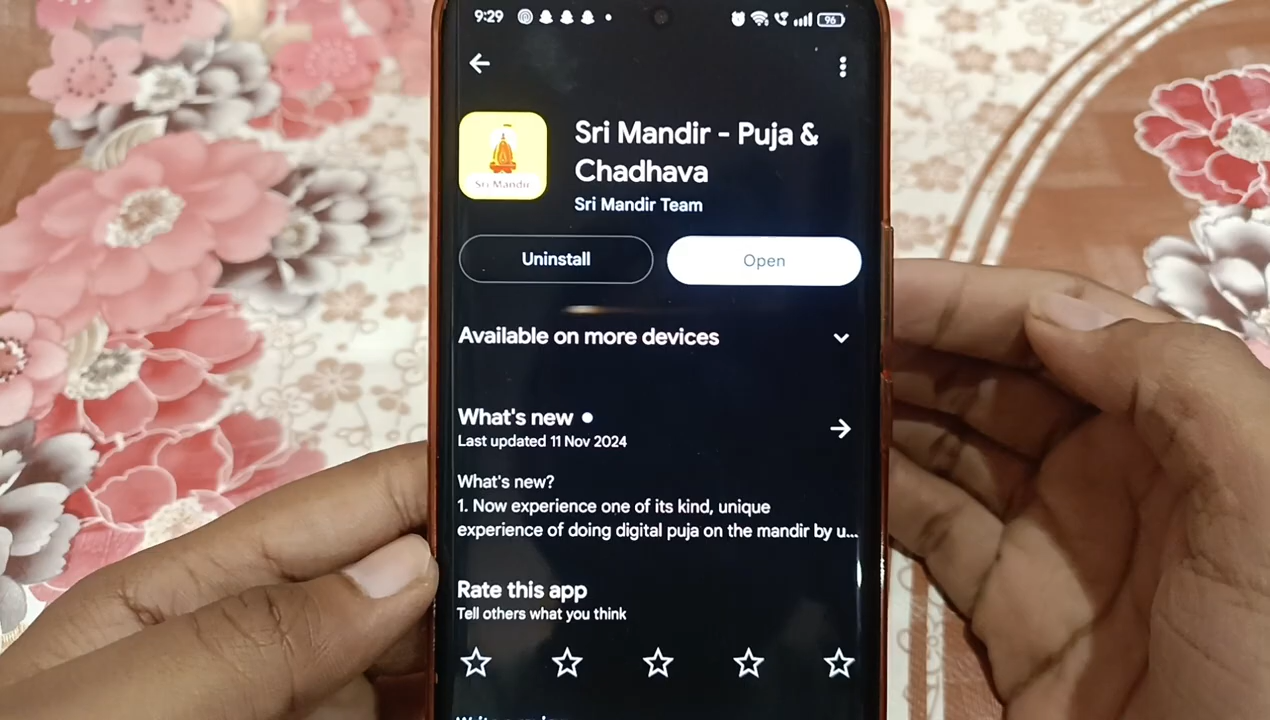 9:29
96
Sri Mandir - Puja &
Chadhava
Sri Mandir
Sri Mandir Team
Uninstall
Open
Available on more devices
What's new
Last updated 11 Nov 2024
What's new?
1. Now experience one of its kind, unique
experience of doing digital puja on the mandir by u...
Rate this app
Tell others what you think